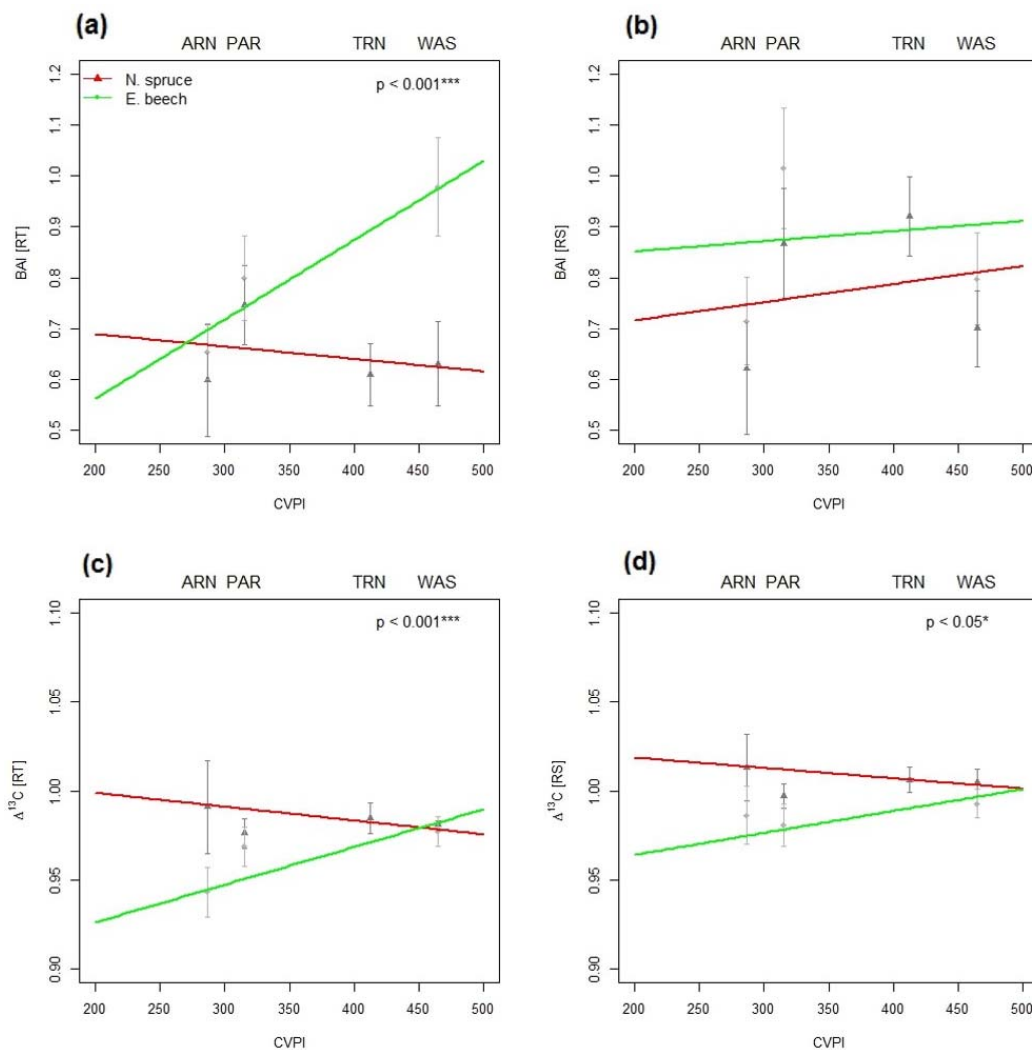 (a)
ARN PAR TRN WAS
N. spruce
E. beech
p < 0.001***
BAI [RT]
1.2
1.1
1.0
0.9
0.8
0.7
0.6
0.5
200 250 300 350 400 450 500
CVPI
(b)
ARN PAR TRN WAS
BAI [RS]
1.2
1.1
1.0
0.9
0.8
0.7
0.6
0.5
200 250 300 350 400 450 500
CVPI
(c)
ARN PAR TRN WAS
p < 0.001***
Δ¹³C [RT]
1.10
1.05
1.00
0.95
0.90
200 250 300 350 400 450 500
CVPI
(d)
ARN PAR TRN WAS
p < 0.05*
Δ¹³C [RS]
1.10
1.05
1.00
0.95
0.90
200 250 300 350 400 450 500
CVPI